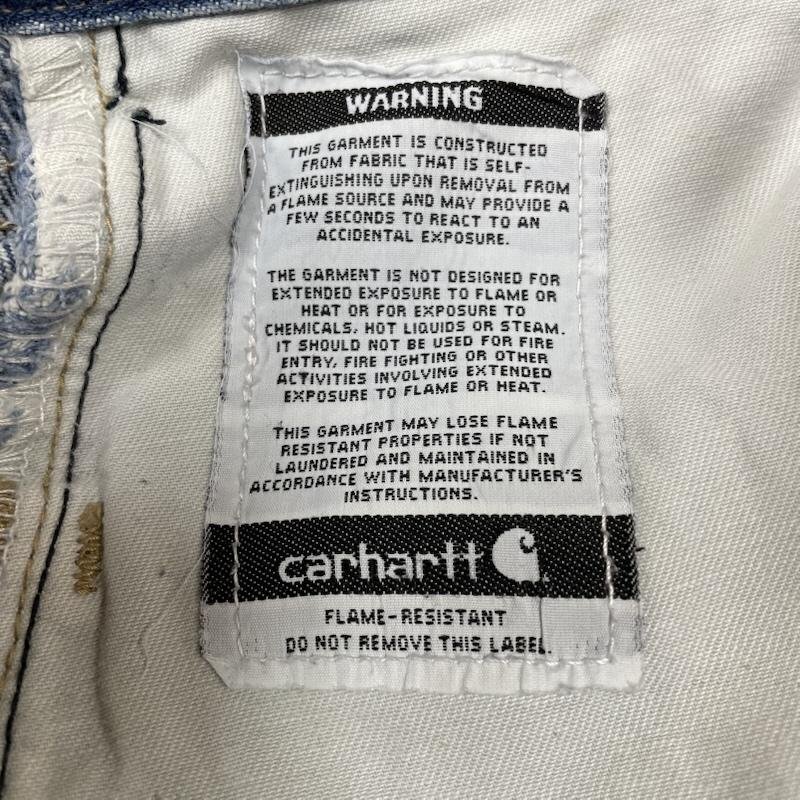 WARNING
THIS GARMENT IS CONSTRUCTED
FROM FABRIC THAT IS SELF-
EXTINGUISHING UPON REMOVAL FROM
A FLAME SOURCE AND MAY PROVIDE A
FEW SECONDS TO REACT TO AN
ACCIDENTAL EXPOSURE.
THE GARMENT IS NOT DESIGNED FOR
EXTENDED EXPOSURE TO FLAME OR
HEAT OR FOR EXPOSURE TO
CHEMICALS, HOT LIQUIDS OR STEAM.
IT SHOULD NOT BE USED FOR FIRE
ENTRY, FIRE FIGHTING OR OTHER
ACTIVITIES INVOLVING EXTENDED
EXPOSURE TO FLAME OR HEAT.
THIS GARMENT MAY LOSE FLAME
RESISTANT PROPERTIES IF NOT
LAUNDERED AND MAINTAINED IN
ACCORDANCE WITH MANUFACTURER'S
INSTRUCTIONS.
carhartt
FLAME-RESISTANT
DO NOT REMOVE THIS LABEL.